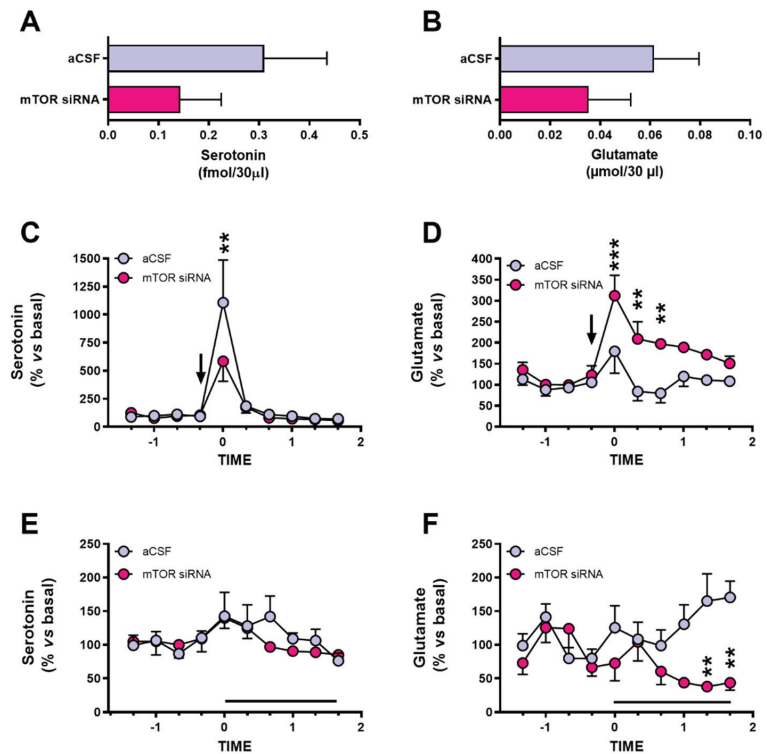 A
aCSF
mTOR siRNA
0.0 0.1 0.2 0.3 0.4 0.5
Serotonin
(fmol/30µl)
B
aCSF
mTOR siRNA
0.00 0.02 0.04 0.06 0.08 0.10
Glutamate
(µmol/30 µl)
C
aCSF
mTOR siRNA
**
Serotonin
(% vs basal)
1500
1250
1000
750
500
250
0
-1 0 1 2
TIME
D
aCSF
mTOR siRNA
***
**
**
Glutamate
(% vs basal)
400
350
300
250
200
150
100
50
0
-1 0 1 2
TIME
E
aCSF
mTOR siRNA
Serotonin
(% vs basal)
250
200
150
100
50
0
-1 0 1 2
TIME
F
aCSF
mTOR siRNA
**
**
Glutamate
(% vs basal)
250
200
150
100
50
0
-1 0 1 2
TIME